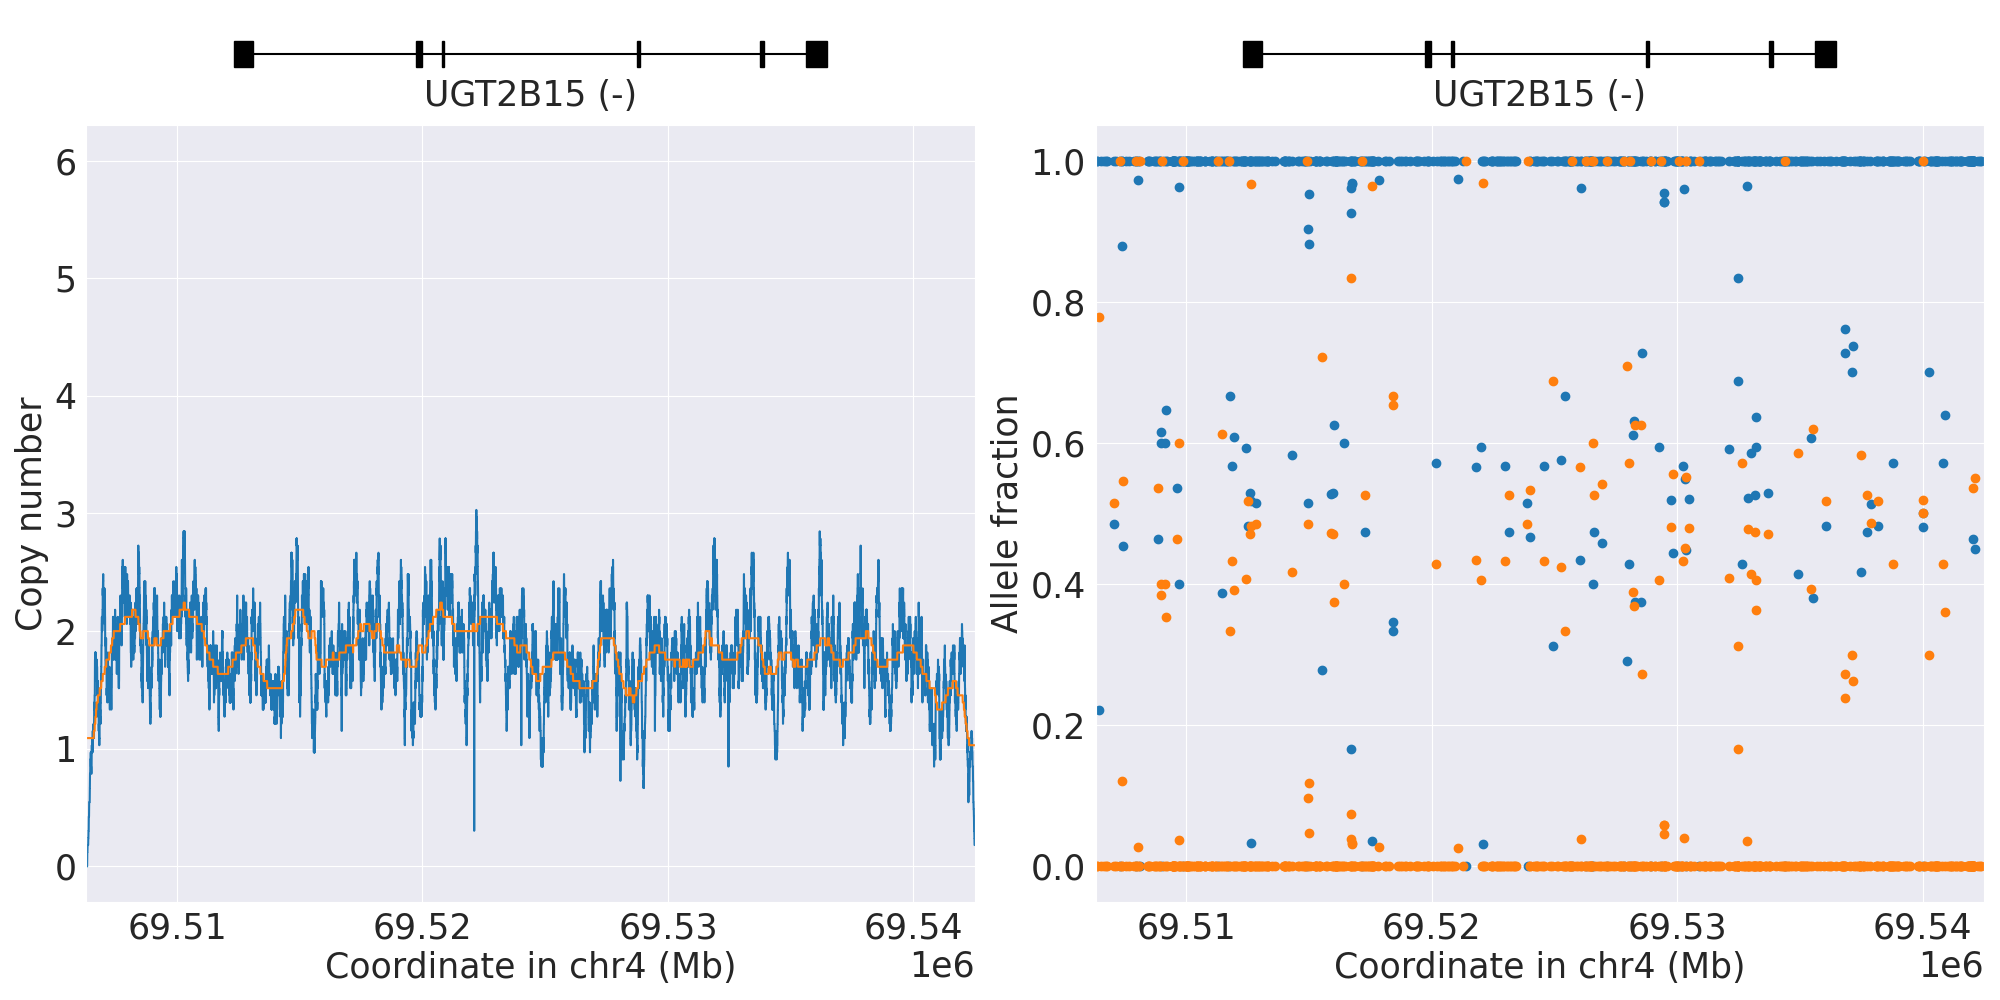 UGT2B15 (-)
6
5
4
3
2
1
0
Copy number
69.51 69.52 69.53 69.54
Coordinate in chr4 (Mb)
1e6
UGT2B15 (-)
1.0
0.8
0.6
0.4
0.2
0.0
Allele fraction
69.51 69.52 69.53 69.54
Coordinate in chr4 (Mb)
1e6